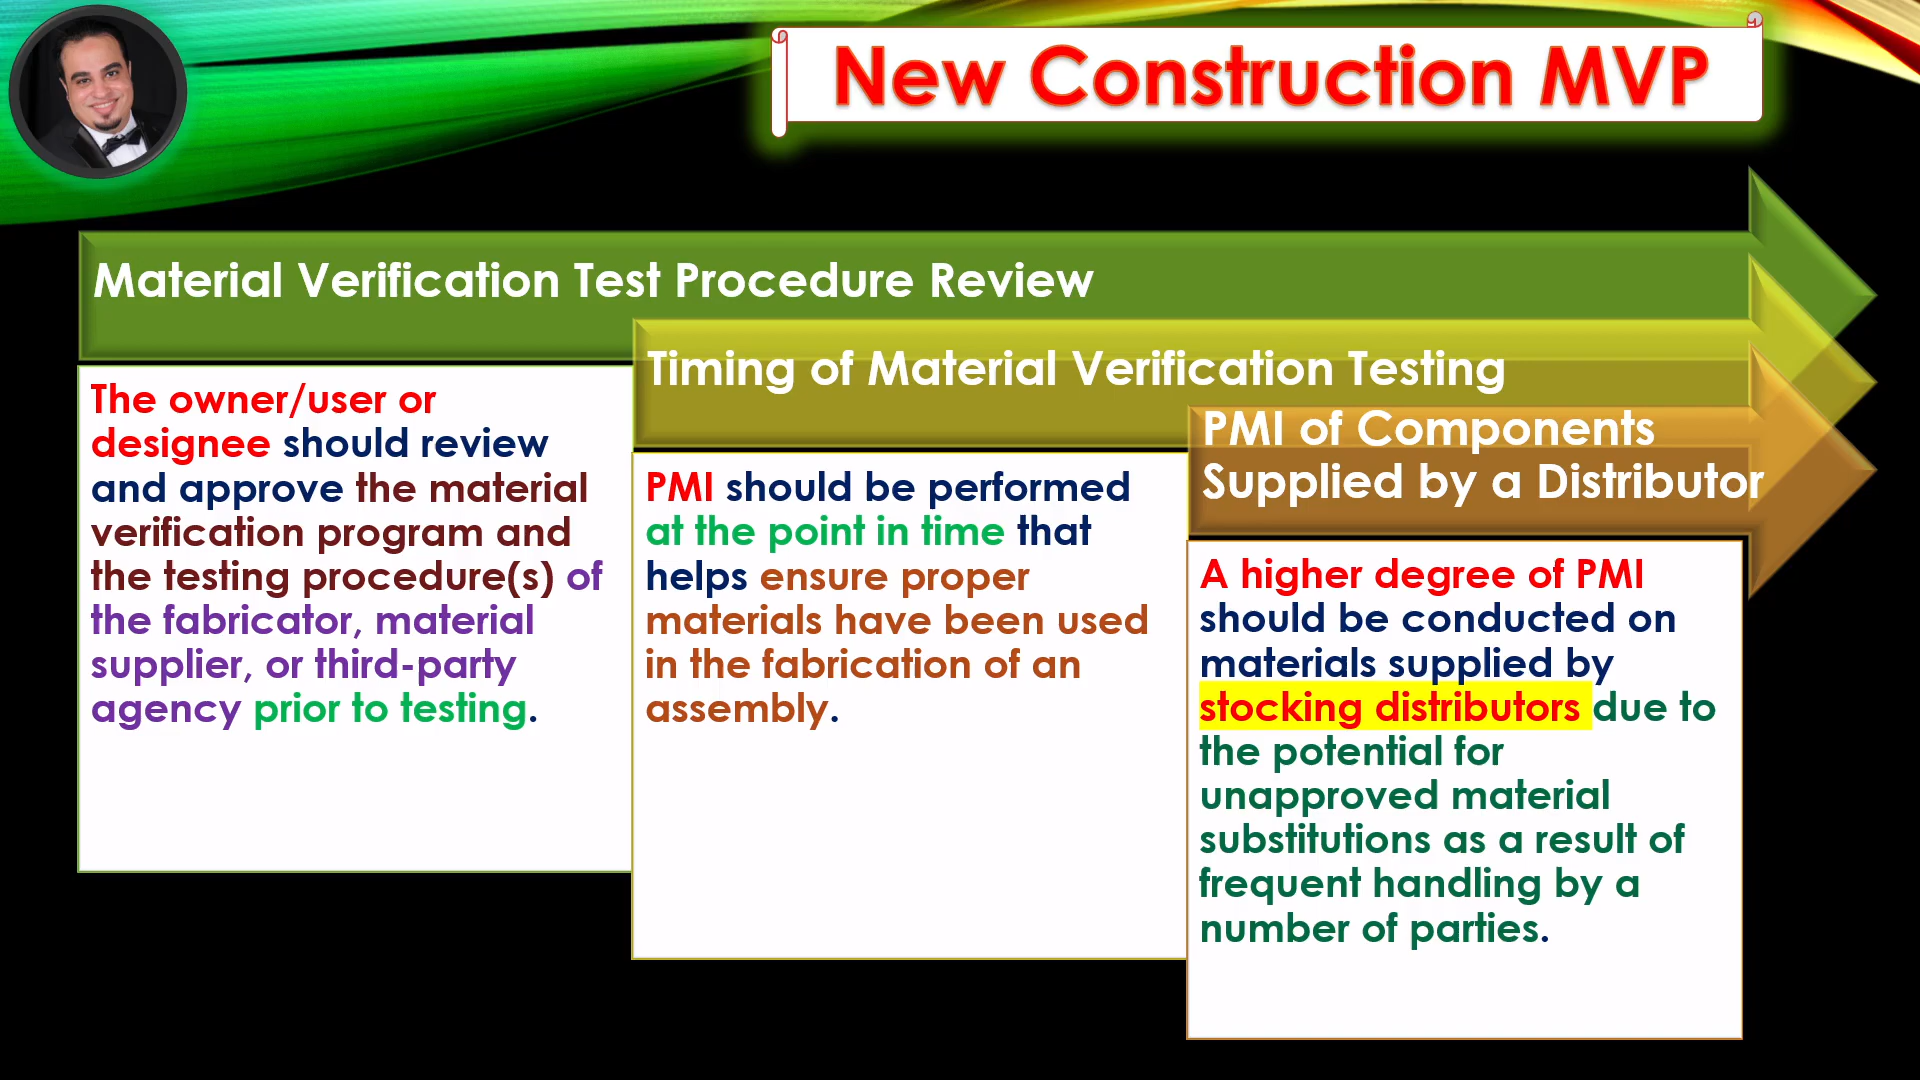 New Construction MVP
Material Verification Test Procedure Review
The owner/user or
designee should review
and approve the material
verification program and
the testing procedure(s) of
the fabricator, material
supplier, or third-party
agency prior to testing.
Timing of Material Verification Testing
PMI should be performed
at the point in time that
helps ensure proper
materials have been used
in the fabrication of an
assembly.
PMI of Components
Supplied by a Distributor
A higher degree of PMI
should be conducted on
materials supplied by
stocking distributors due to
the potential for
unapproved material
substitutions as a result of
frequent handling by a
number of parties.